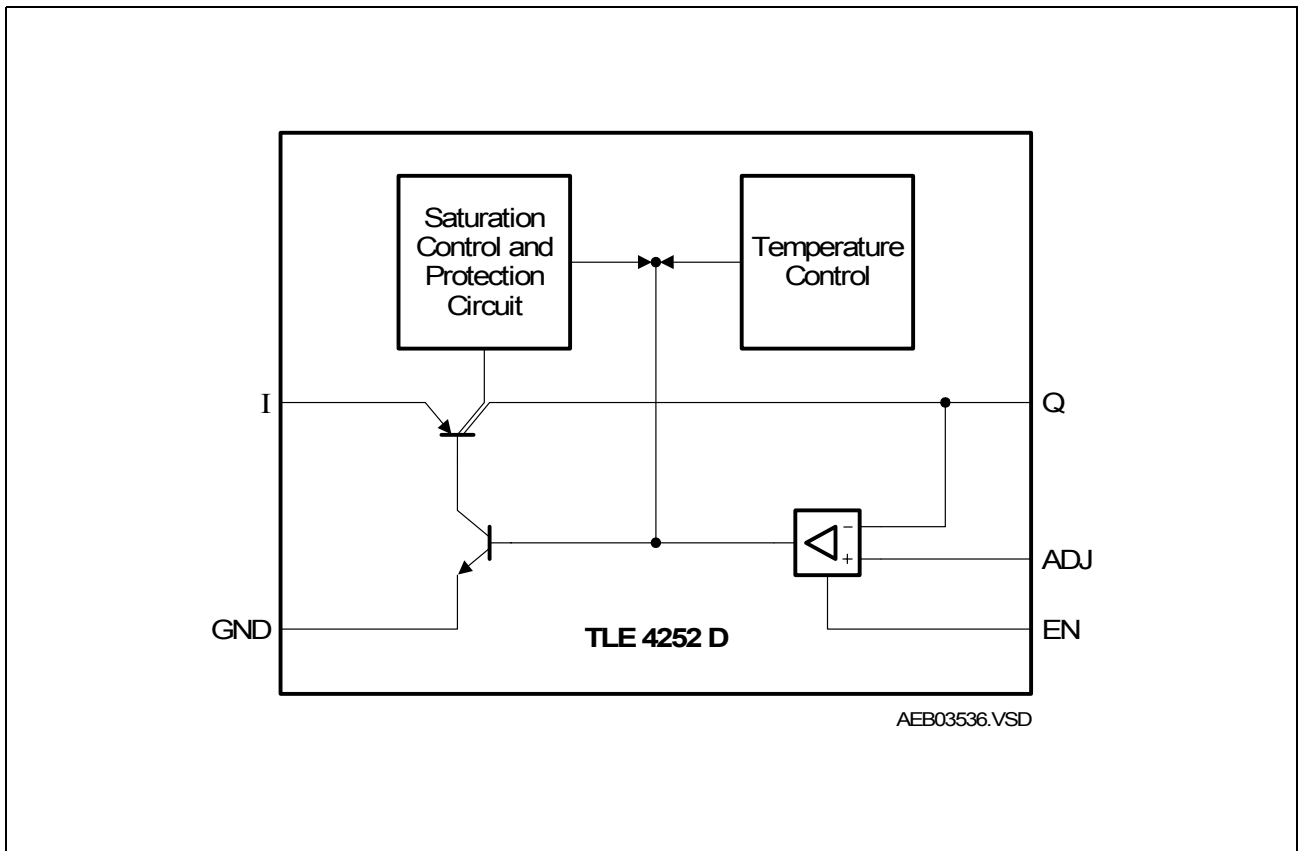 Saturation
Control and
Protection
Circuit
Temperature
Control
I
Q
−
+
ADJ
GND
EN
TLE 4252 D
AEB03536.VSD